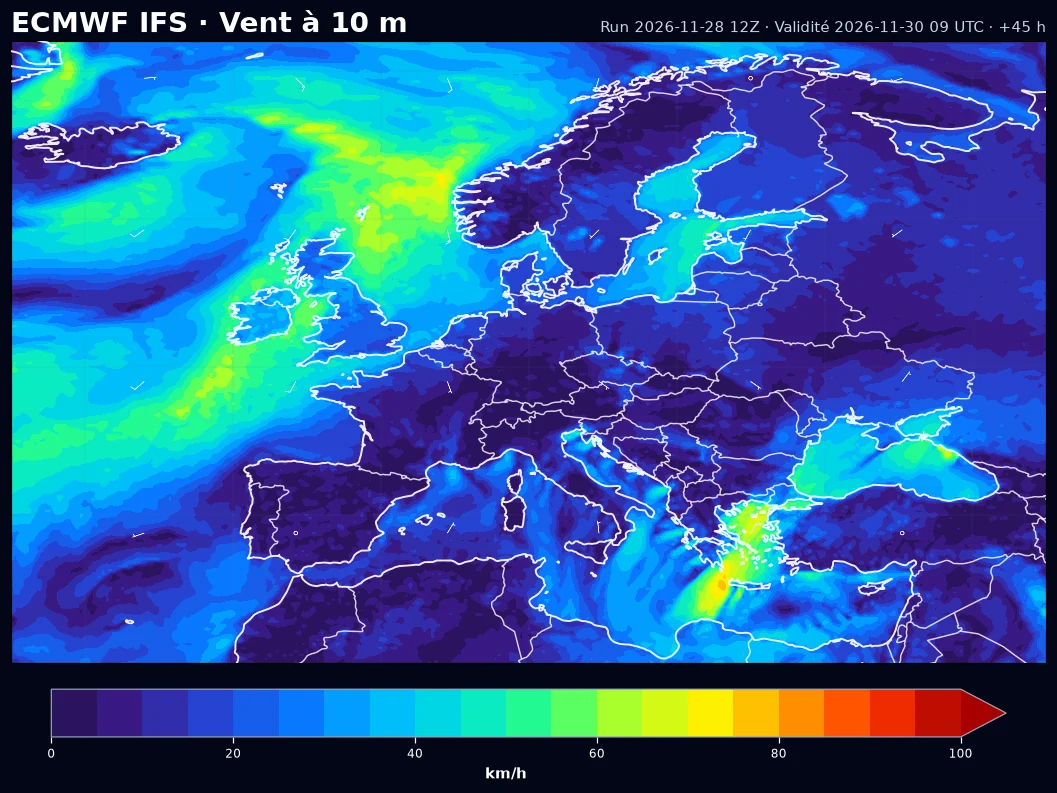 ECMWF IFS · Vent à 10 m
Run 2026-11-28 12Z · Validité 2026-11-30 09 UTC · +45 h
0 20 40 60 80 100
km/h